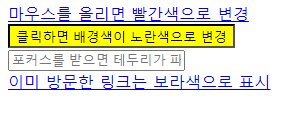 마우스를 올리면 빨간색으로 변경
클릭하면 배경색이 노란색으로 변경
포커스를 받으면 테두리가 파
이미 방문한 링크는 보라색으로 표시